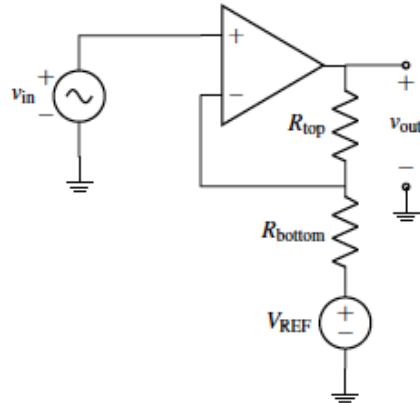 +
−
+
−
v_in
R_top
+
v_out
−
R_bottom
V_REF
+
−